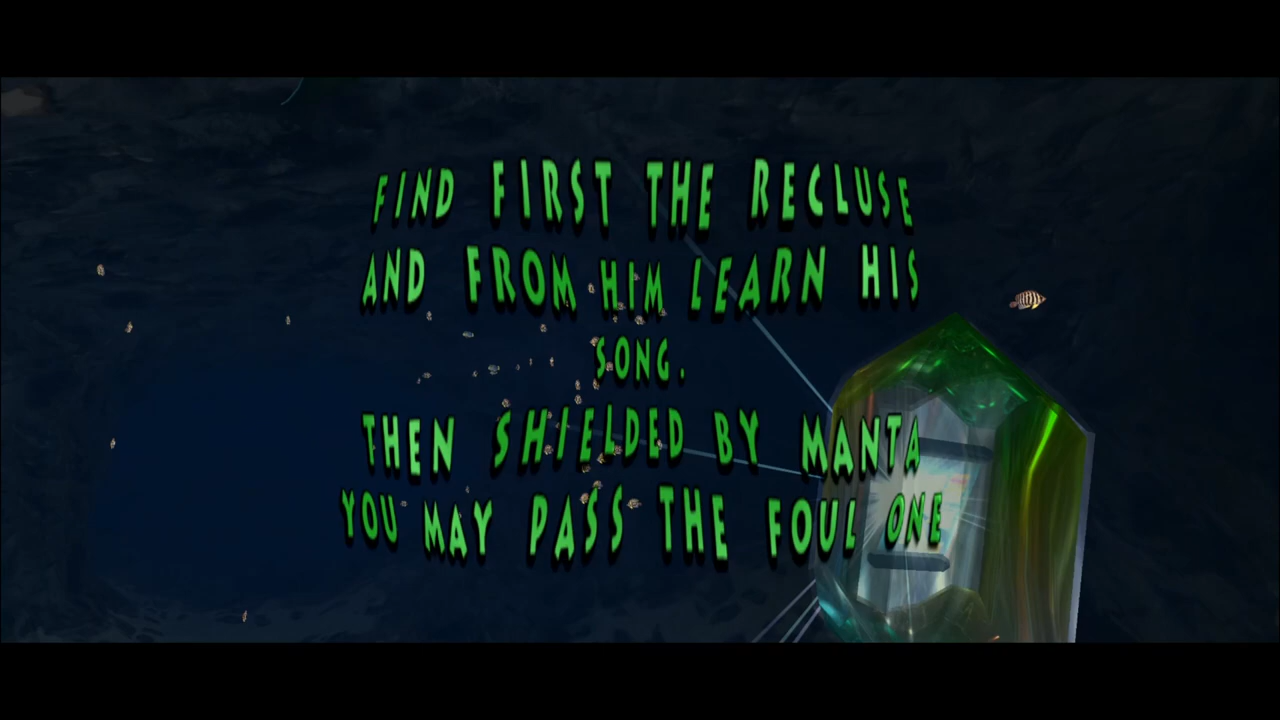 FIND FIRST THE RECLUSE
AND FROM HIM LEARN HIS
SONG.
THEN SHIELDED BY MANTA
YOU MAY PASS THE FOUL ONE